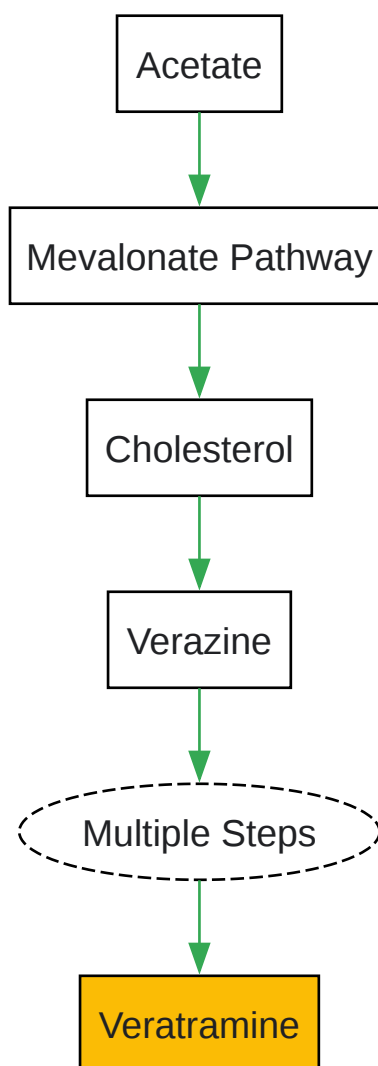 Acetate
Mevalonate Pathway
Cholesterol
Verazine
Multiple Steps
Veratramine